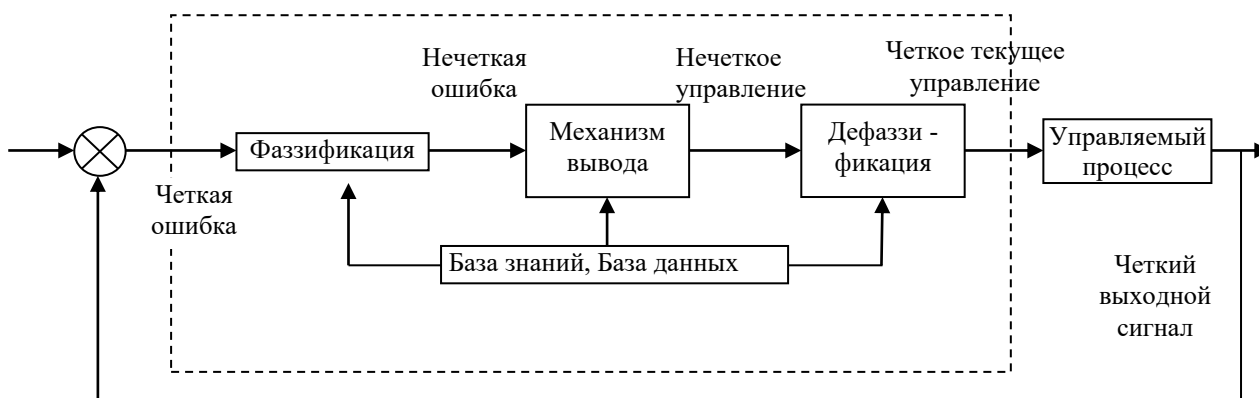 Нечеткая
ошибка
Нечеткое
управление
Четкое текущее
управление
Фаззификация
Механизм
вывода
Дефаззи -
фикация
Управляемый
процесс
Четкая
ошибка
База знаний, База данных
Четкий
выходной
сигнал